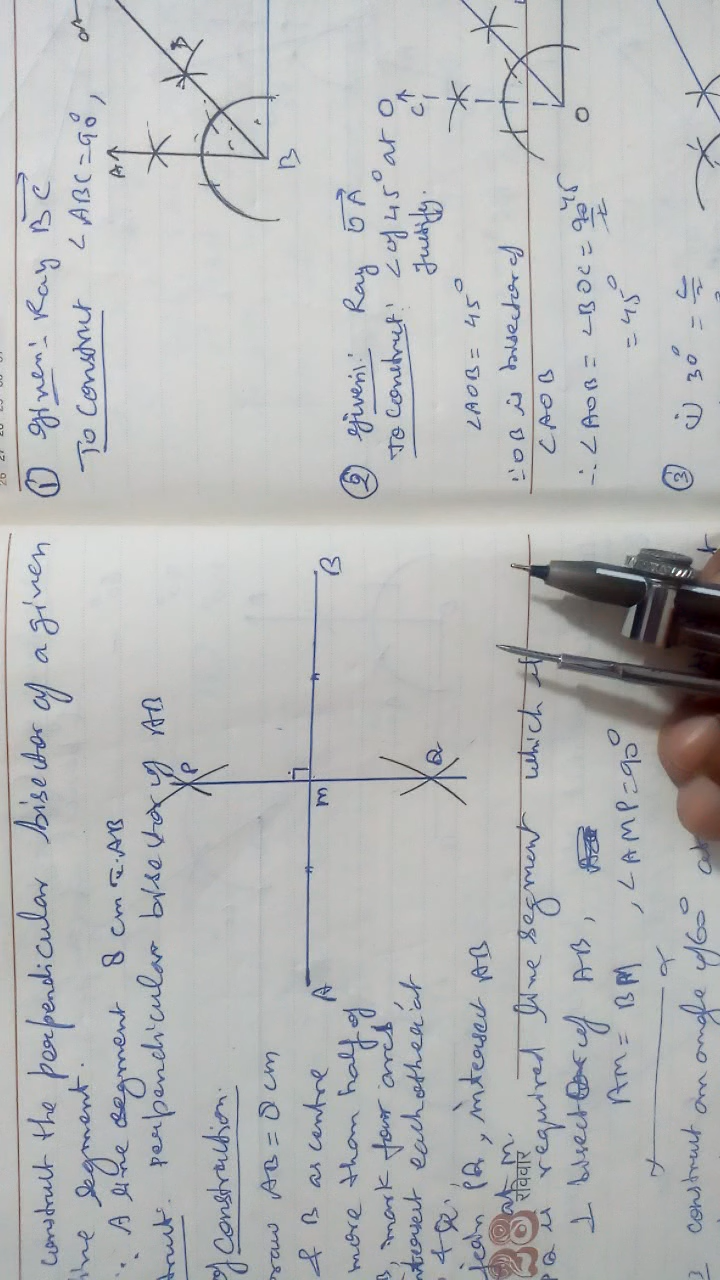 construct the perpendicular bisector of a given
line segment.
A line segment 8 cm AB
perpendicular bisector of AB
of Construction.
AB = 8 cm
& B as centre
more than half of
mark four arcs
intersect each other at
P
M
Q
A
B
join PQ, intersect AB
at M.
रविवार
is required line segment which is
⊥ bisector of AB,
AM = BM, ∠AMP = 90°
construct an angle of 60° at
① Given: Ray BC
To Construct ∠ABC = 90°,
A
P
B
② Given: Ray OA
To Construct: ∠ of 45° at O
Justify.
∠AOB = 45°
∵ OB is bisector of
∠AOB
∴ ∠AOB = ∠BOC = 90/2 45
= 45°
C
O
③ (i) 30° =